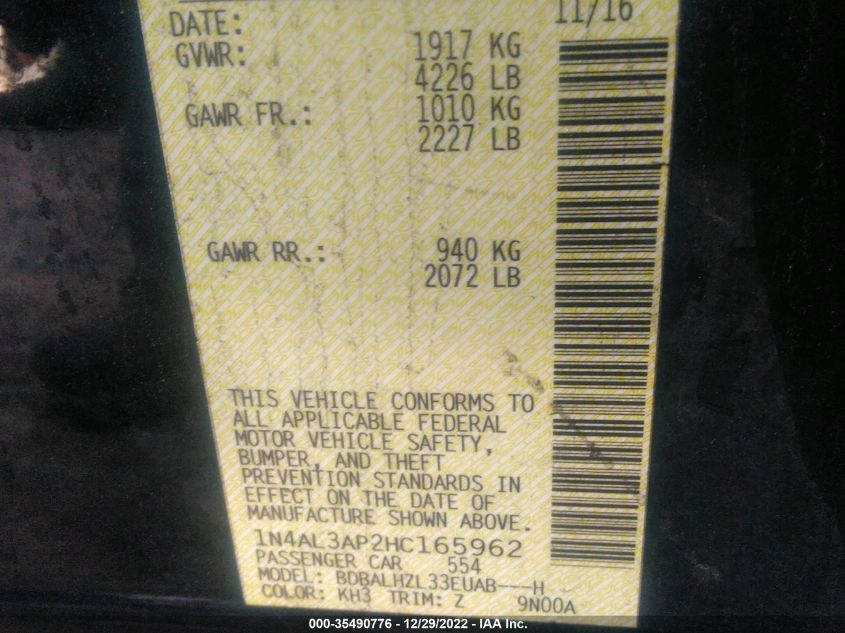 DATE: 11/16
GVWR: 1917 KG
4226 LB
GAWR FR.: 1010 KG
2227 LB
GAWR RR.: 940 KG
2072 LB
THIS VEHICLE CONFORMS TO
ALL APPLICABLE FEDERAL
MOTOR VEHICLE SAFETY,
BUMPER, AND THEFT
PREVENTION STANDARDS IN
EFFECT ON THE DATE OF
MANUFACTURE SHOWN ABOVE.
1N4AL3AP2HC165962
PASSENGER CAR 554
MODEL: BDBALHZL33EUAB---H
COLOR: KH3 TRIM: Z 9N00A
000-35490776 - 12/29/2022 - IAA Inc.